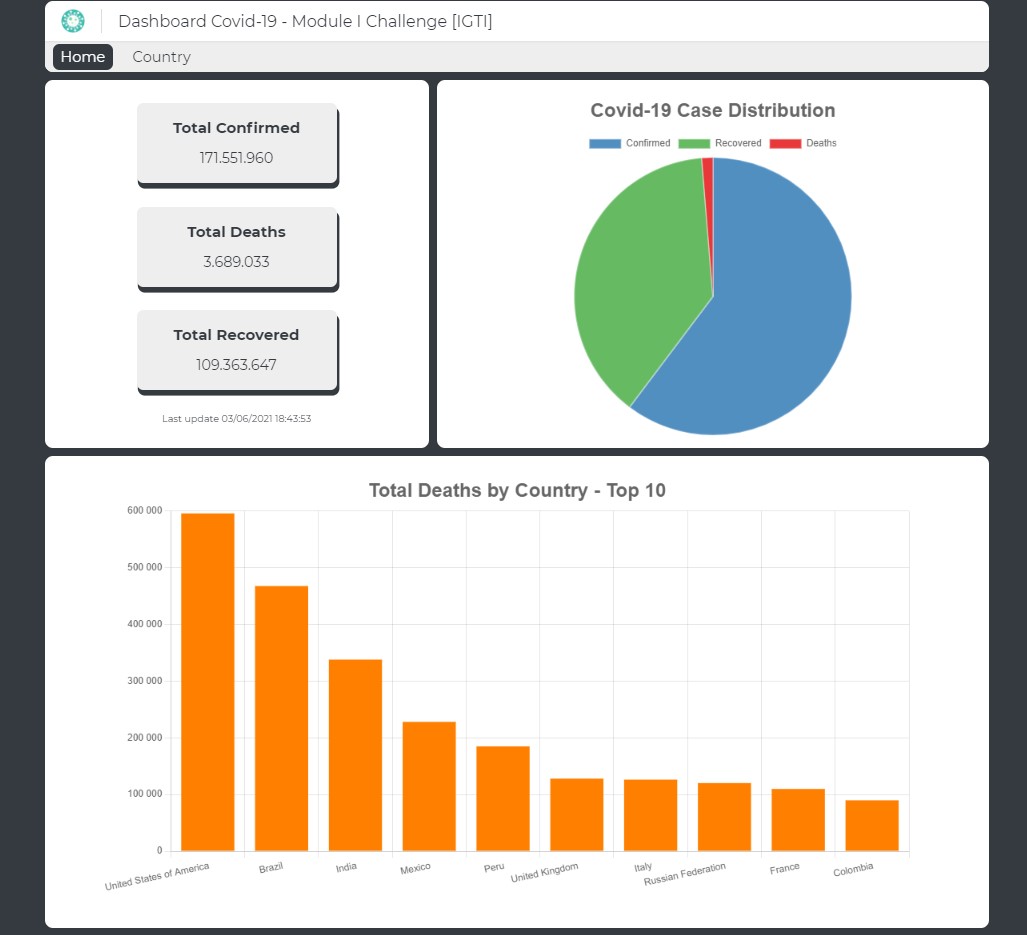 Dashboard Covid-19 - Module I Challenge [IGTI]
Home Country
Total Confirmed
171.551.960
Total Deaths
3.689.033
Total Recovered
109.363.647
Last update 03/06/2021 18:43:53
Covid-19 Case Distribution
Confirmed Recovered Deaths
Total Deaths by Country - Top 10
600 000
500 000
400 000
300 000
200 000
100 000
0
United States of America Brazil India Mexico Peru United Kingdom Italy Russian Federation France Colombia